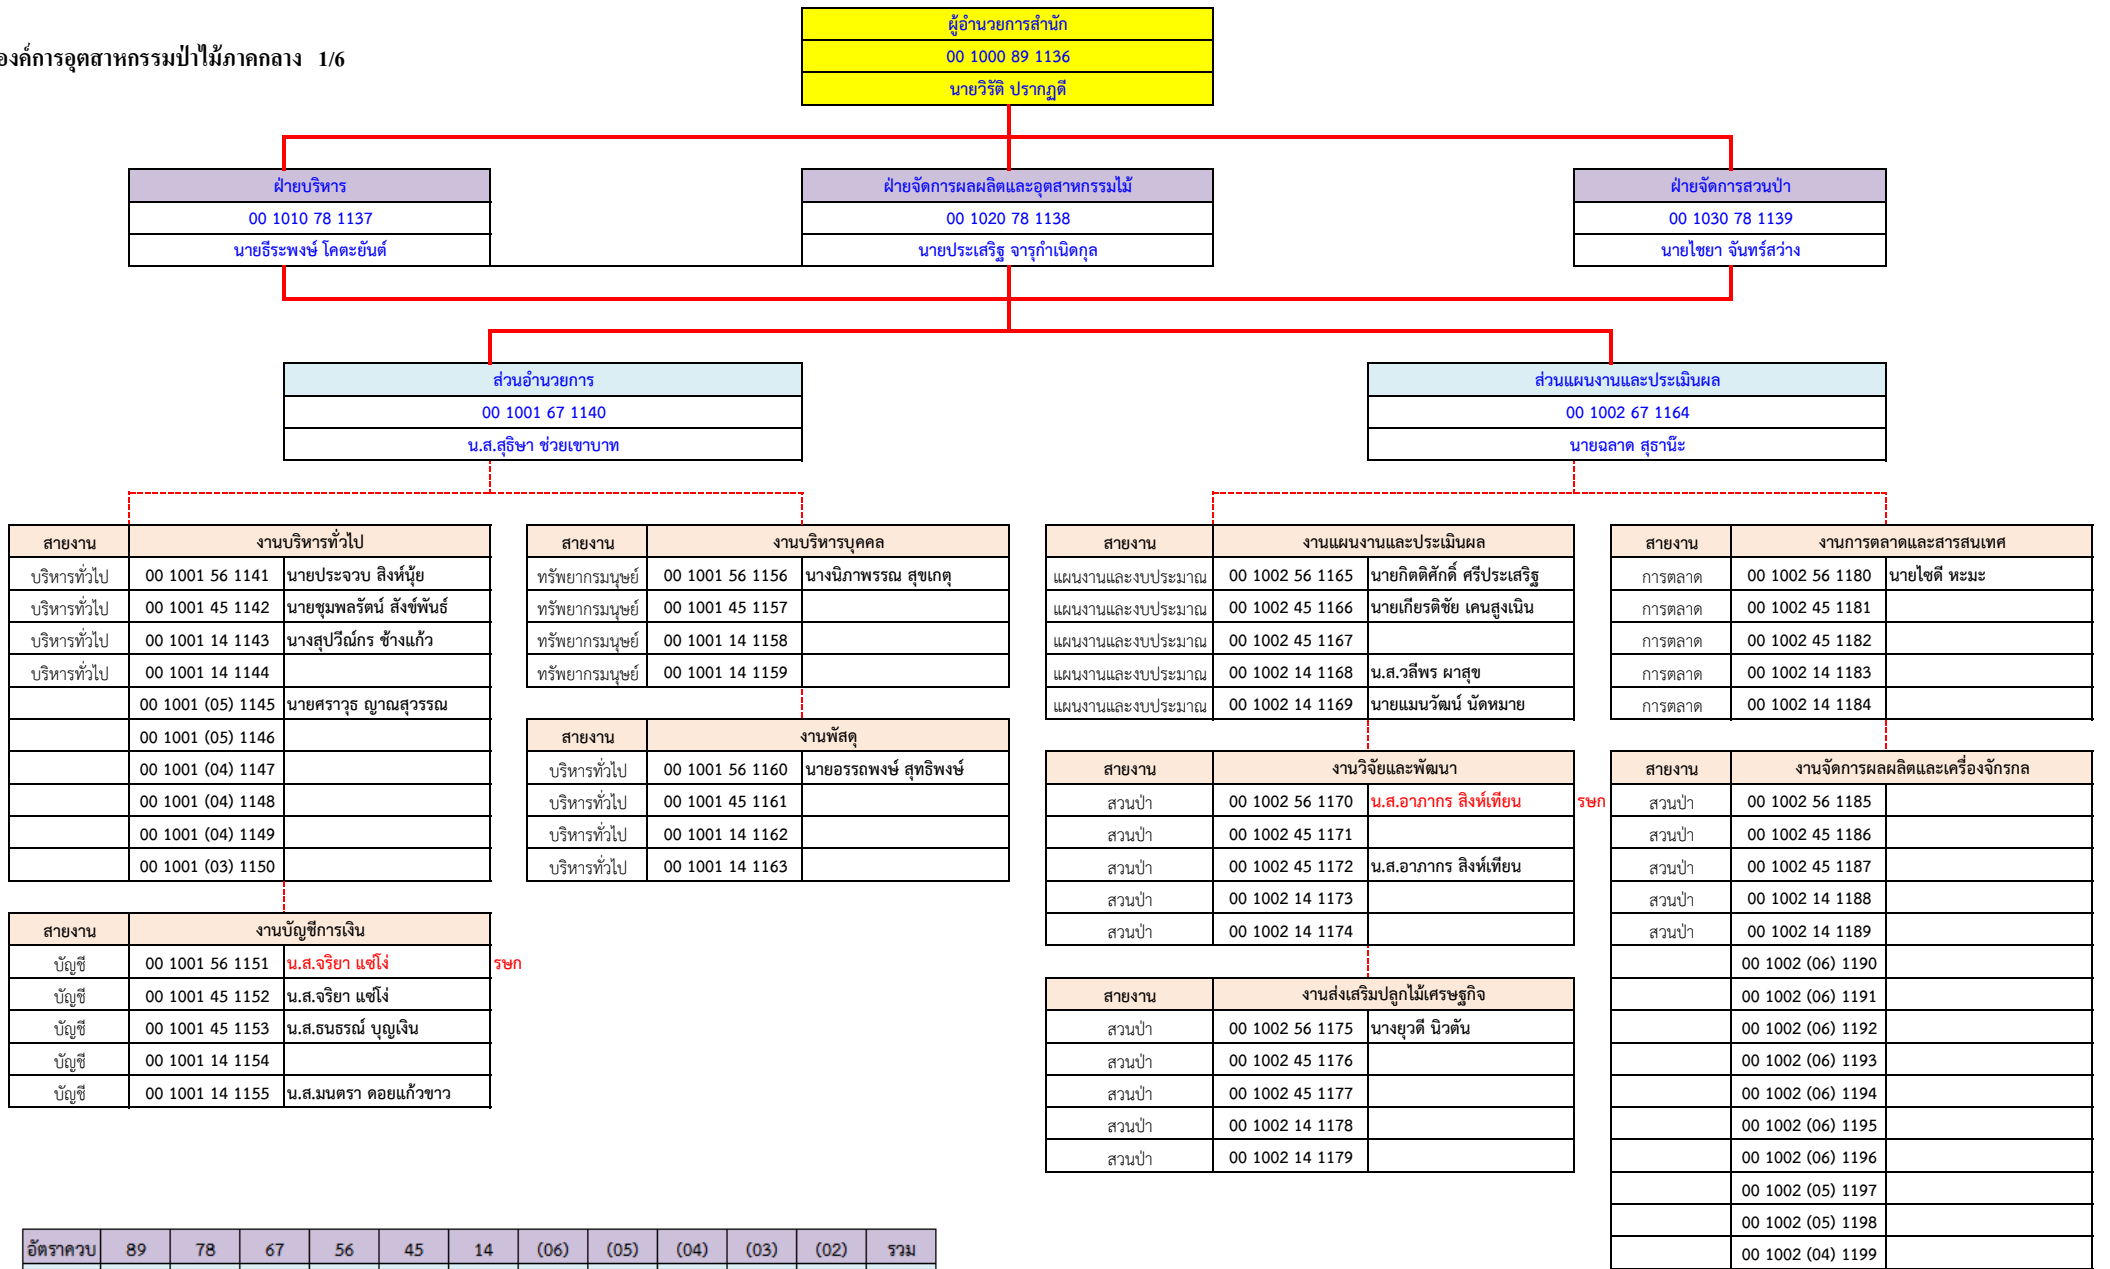 องค์การอุตสาหกรรมป่าไม้ภาคกลาง 1/6
ผู้อำนวยการสำนัก
00 1000 89 1136
นายวิรัติ ปรากฏดี
ฝ่ายบริหาร
00 1010 78 1137
นายธีระพงษ์ โคตะยันต์
ฝ่ายจัดการผลผลิตและอุตสาหกรรมไม้
00 1020 78 1138
นายประเสริฐ จารุกำเนิดกุล
ฝ่ายจัดการสวนป่า
00 1030 78 1139
นายไชยา จันทร์สว่าง
ส่วนอำนวยการ
00 1001 67 1140
น.ส.สุธิษา ช่วยเขาบาท
ส่วนแผนงานและประเมินผล
00 1002 67 1164
นายฉลาด สุธาน๊ะ
สายงาน งานบริหารทั่วไป
บริหารทั่วไป 00 1001 56 1141 นายประจวบ สิงห์นุ้ย
บริหารทั่วไป 00 1001 45 1142 นายชุมพลรัตน์ สังข์พันธ์
บริหารทั่วไป 00 1001 14 1143 นางสุปวีณ์กร ช้างแก้ว
บริหารทั่วไป 00 1001 14 1144
00 1001 (05) 1145 นายศราวุธ ญาณสุวรรณ
00 1001 (05) 1146
00 1001 (04) 1147
00 1001 (04) 1148
00 1001 (04) 1149
00 1001 (03) 1150
สายงาน งานบัญชีการเงิน
บัญชี 00 1001 56 1151 น.ส.จริยา แซ่โง่ รษก
บัญชี 00 1001 45 1152 น.ส.จริยา แซ่โง่
บัญชี 00 1001 45 1153 น.ส.ธนธรณ์ บุญเงิน
บัญชี 00 1001 14 1154
บัญชี 00 1001 14 1155 น.ส.มนตรา ดอยแก้วขาว
สายงาน งานบริหารบุคคล
ทรัพยากรมนุษย์ 00 1001 56 1156 นางนิภาพรรณ สุขเกตุ
ทรัพยากรมนุษย์ 00 1001 45 1157
ทรัพยากรมนุษย์ 00 1001 14 1158
ทรัพยากรมนุษย์ 00 1001 14 1159
สายงาน งานพัสดุ
บริหารทั่วไป 00 1001 56 1160 นายอรรถพงษ์ สุทธิพงษ์
บริหารทั่วไป 00 1001 45 1161
บริหารทั่วไป 00 1001 14 1162
บริหารทั่วไป 00 1001 14 1163
สายงาน งานแผนงานและประเมินผล
แผนงานและงบประมาณ 00 1002 56 1165 นายกิตติศักดิ์ ศรีประเสริฐ
แผนงานและงบประมาณ 00 1002 45 1166 นายเกียรติชัย เคนสูงเนิน
แผนงานและงบประมาณ 00 1002 45 1167
แผนงานและงบประมาณ 00 1002 14 1168 น.ส.วลีพร ผาสุข
แผนงานและงบประมาณ 00 1002 14 1169 นายแมนวัฒน์ นัดหมาย
สายงาน งานวิจัยและพัฒนา
สวนป่า 00 1002 56 1170 น.ส.อาภากร สิงห์เทียน รษก
สวนป่า 00 1002 45 1171
สวนป่า 00 1002 45 1172 น.ส.อาภากร สิงห์เทียน
สวนป่า 00 1002 14 1173
สวนป่า 00 1002 14 1174
สายงาน งานส่งเสริมปลูกไม้เศรษฐกิจ
สวนป่า 00 1002 56 1175 นางยุวดี นิวตัน
สวนป่า 00 1002 45 1176
สวนป่า 00 1002 45 1177
สวนป่า 00 1002 14 1178
สวนป่า 00 1002 14 1179
สายงาน งานการตลาดและสารสนเทศ
การตลาด 00 1002 56 1180 นายไซดี หะมะ
การตลาด 00 1002 45 1181
การตลาด 00 1002 45 1182
การตลาด 00 1002 14 1183
การตลาด 00 1002 14 1184
สายงาน งานจัดการผลผลิตและเครื่องจักรกล
สวนป่า 00 1002 56 1185
สวนป่า 00 1002 45 1186
สวนป่า 00 1002 45 1187
สวนป่า 00 1002 14 1188
สวนป่า 00 1002 14 1189
00 1002 (06) 1190
00 1002 (06) 1191
00 1002 (06) 1192
00 1002 (06) 1193
00 1002 (06) 1194
00 1002 (06) 1195
00 1002 (06) 1196
00 1002 (05) 1197
00 1002 (05) 1198
00 1002 (04) 1199
อัตราควบ 89 78 67 56 45 14 (06) (05) (04) (03) (02) รวม